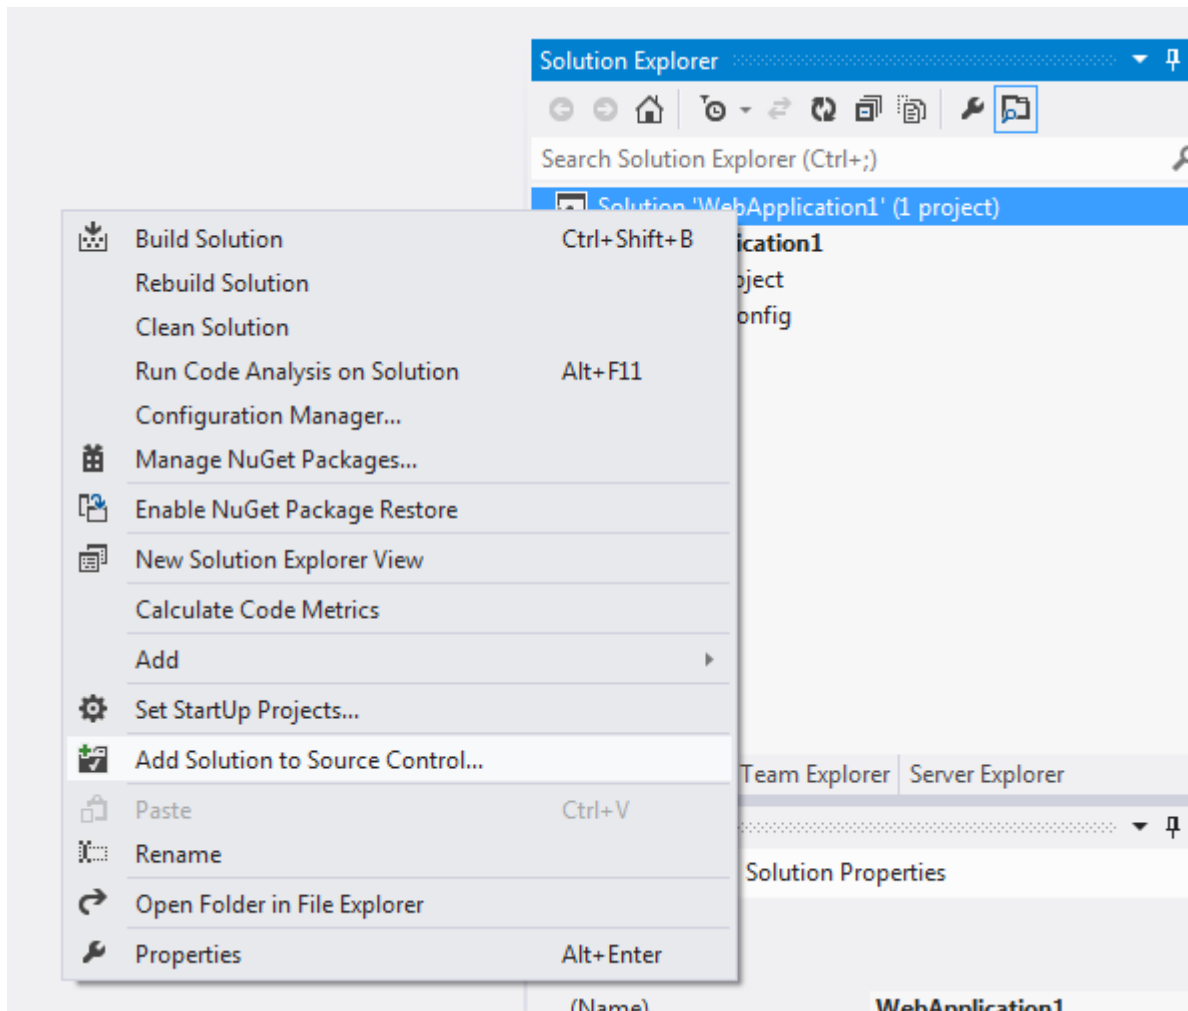 Solution Explorer
Search Solution Explorer (Ctrl+;)
Solution 'WebApplication1' (1 project)
ication1
oject
onfig
Build Solution Ctrl+Shift+B
Rebuild Solution
Clean Solution
Run Code Analysis on Solution Alt+F11
Configuration Manager...
Manage NuGet Packages...
Enable NuGet Package Restore
New Solution Explorer View
Calculate Code Metrics
Add
Set StartUp Projects...
Add Solution to Source Control...
Paste Ctrl+V
Rename
Open Folder in File Explorer
Properties Alt+Enter
Team Explorer Server Explorer
Solution Properties
(Name) WebApplication1